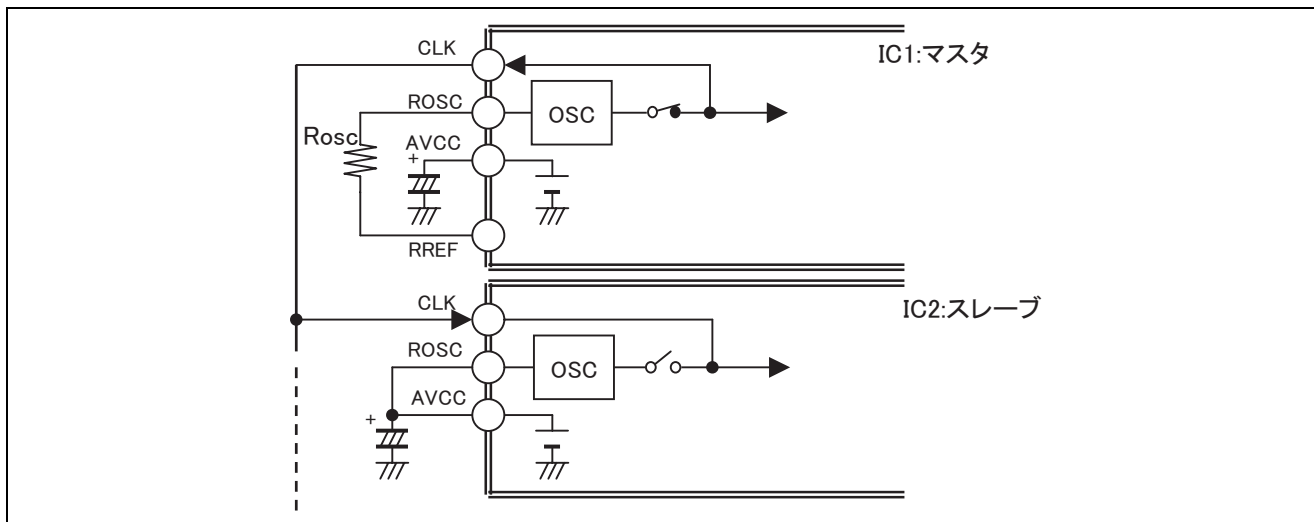 CLK
IC1:マスタ
ROSC
OSC
Rosc
AVCC
+
RREF
CLK
IC2:スレーブ
ROSC
OSC
AVCC
+